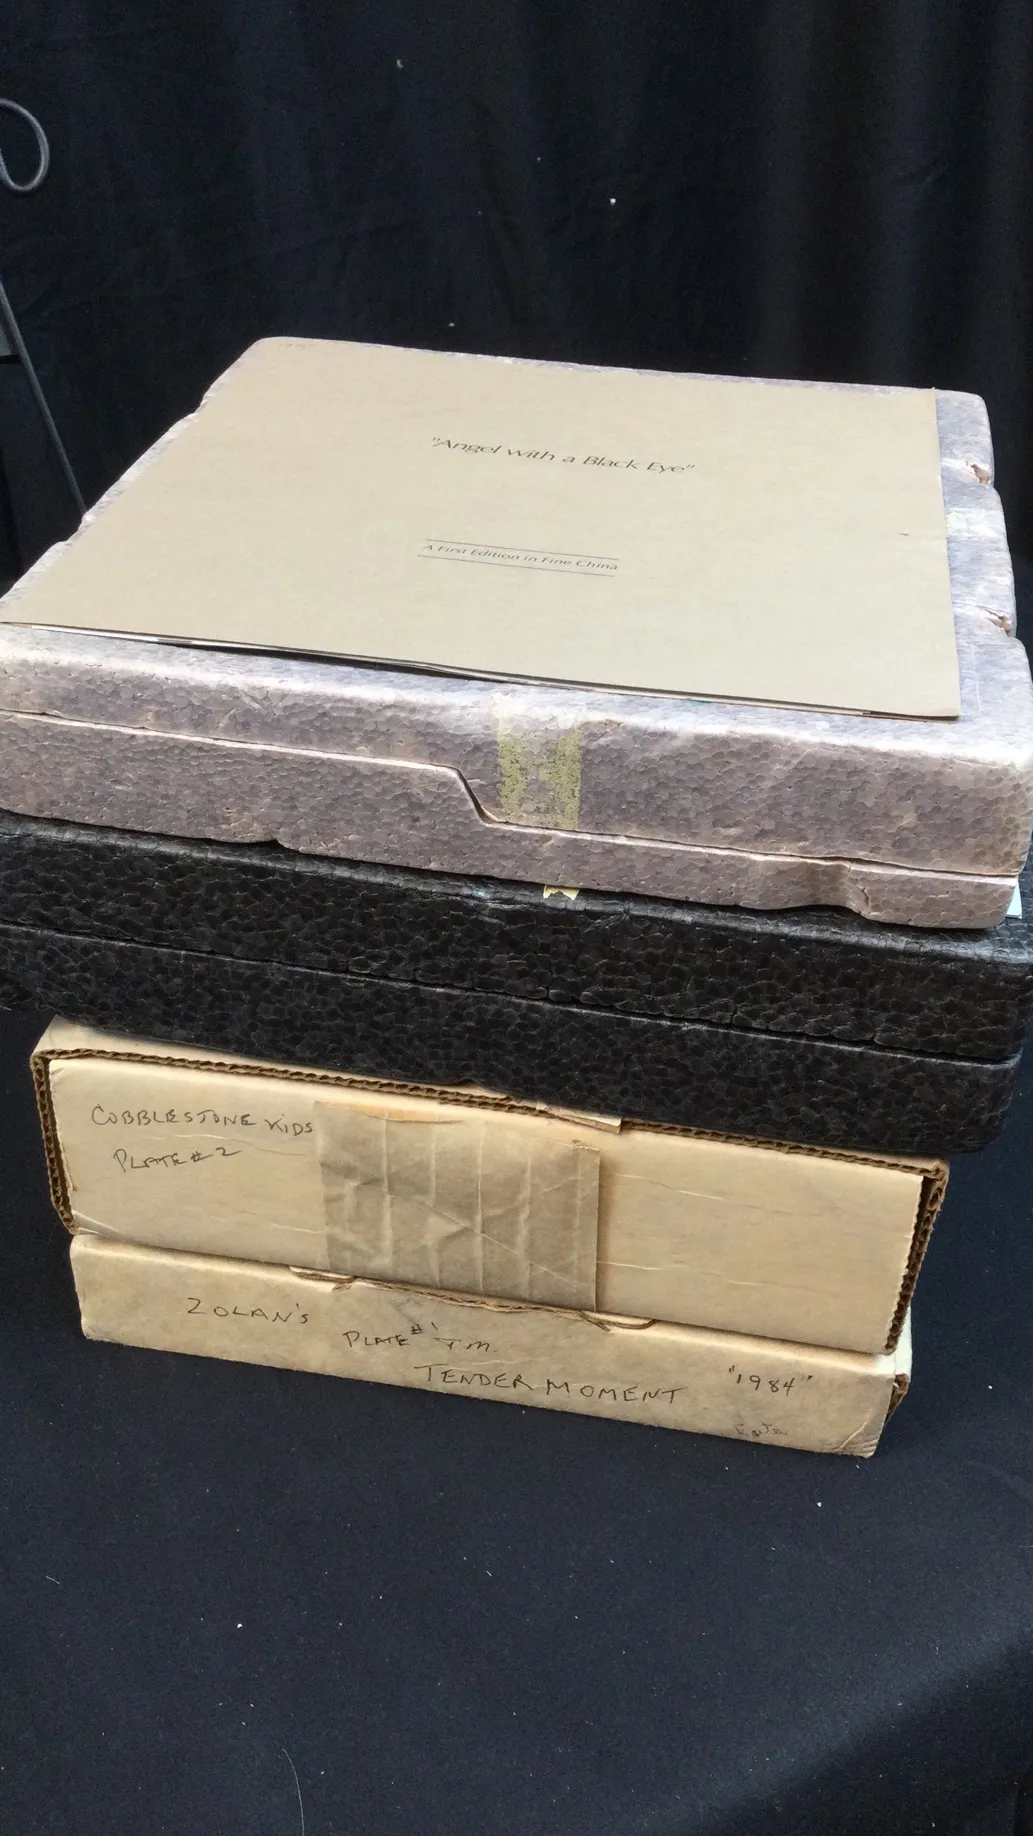 "Angel with a Black Eye"
A First Edition in Fine China
COBBLESTONE KIDS
PLATE #2
ZOLAN'S
PLATE #1 T.M.
TENDER MOMENT
"1984"